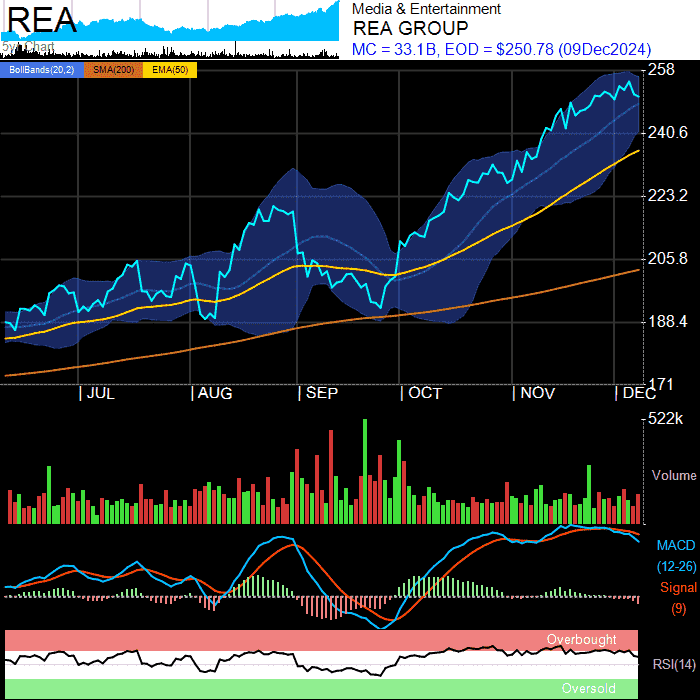 REA
by iChart
Media & Entertainment
REA GROUP
MC = 33.1B, EOD = $250.78 (09Dec2024)
BollBands(20,2) SMA(200) EMA(50)
258
240.6
223.2
205.8
188.4
171
JUL AUG SEP OCT NOV DEC
522k
Volume
MACD
(12-26)
Signal
(9)
Overbought
RSI(14)
Oversold